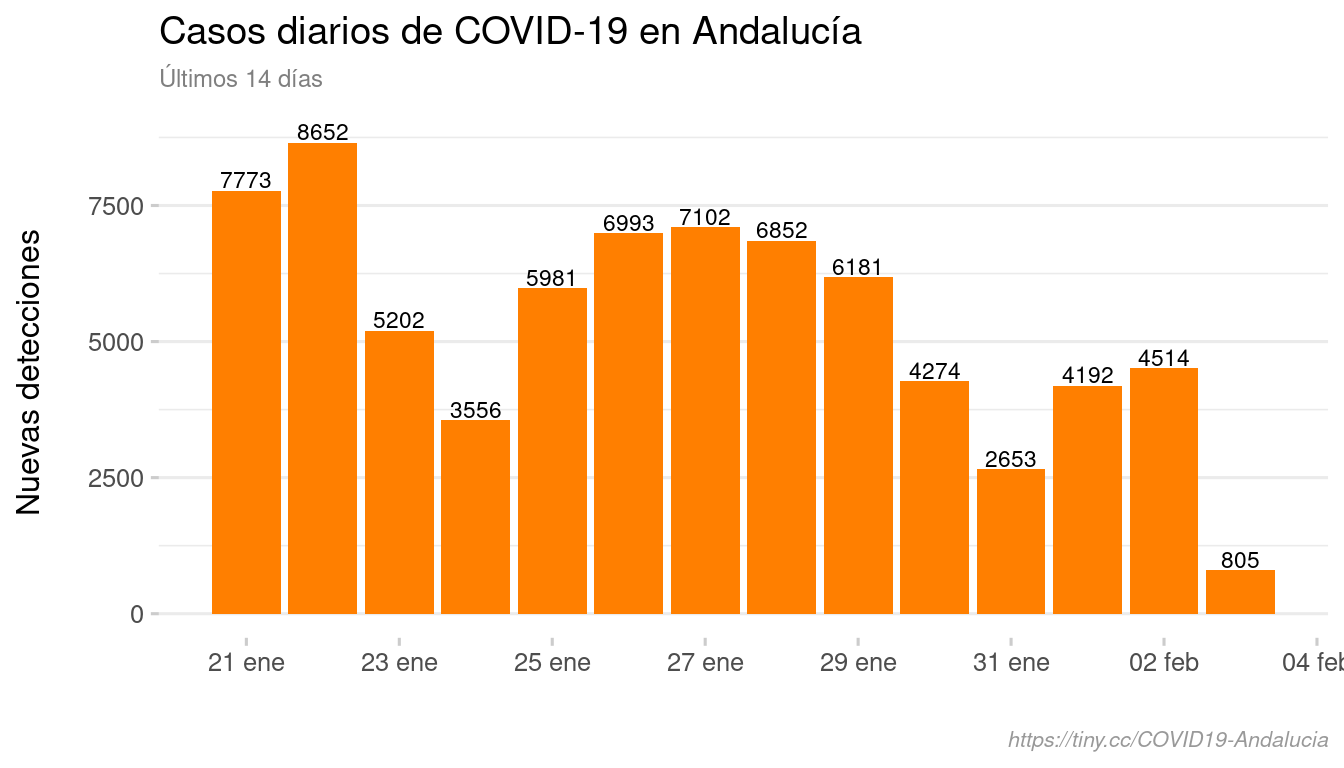 Casos diarios de COVID-19 en Andalucía
Últimos 14 días
Nuevas detecciones
7500
5000
2500
0
7773
8652
5202
3556
5981
6993
7102
6852
6181
4274
2653
4192
4514
805
21 ene
23 ene
25 ene
27 ene
29 ene
31 ene
02 feb
04 feb
https://tiny.cc/COVID19-Andalucia